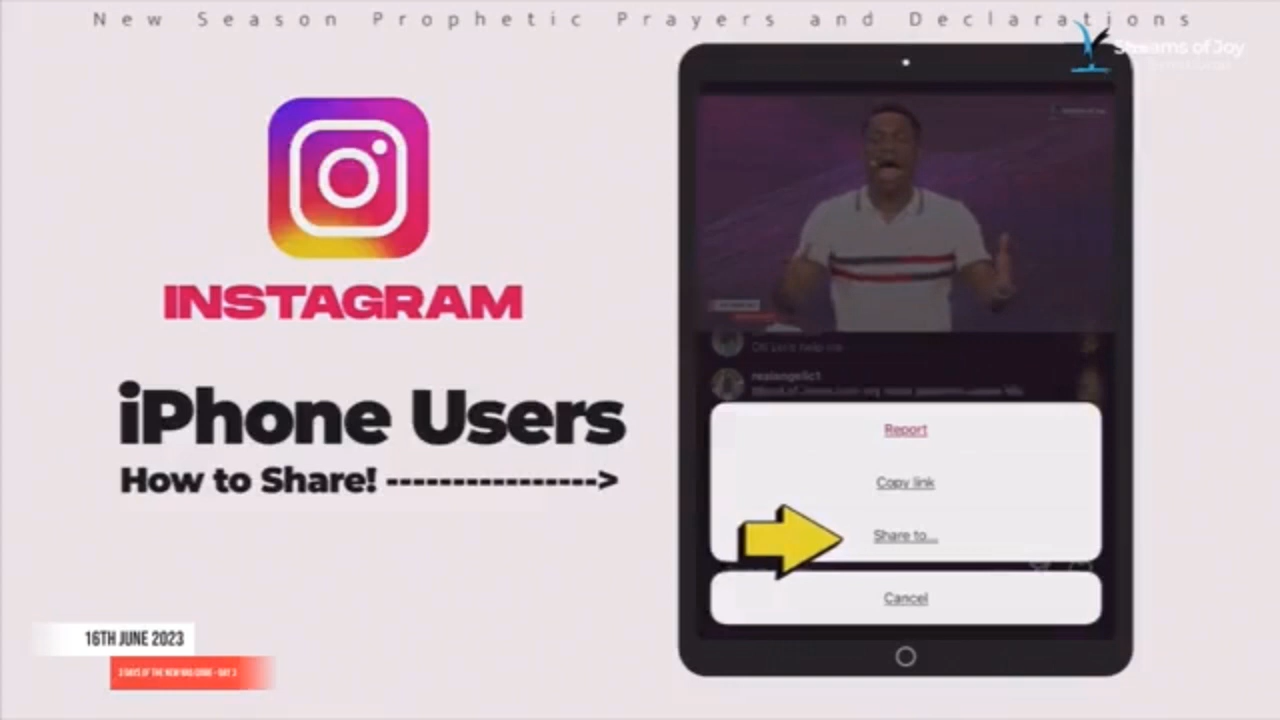 New Season Prophetic Prayers and Declarations
Streams of Joy
INSTAGRAM
iPhone Users
How to Share! ---------------->
realangelic1
Report
Copy link
Share to...
Cancel
16TH JUNE 2023